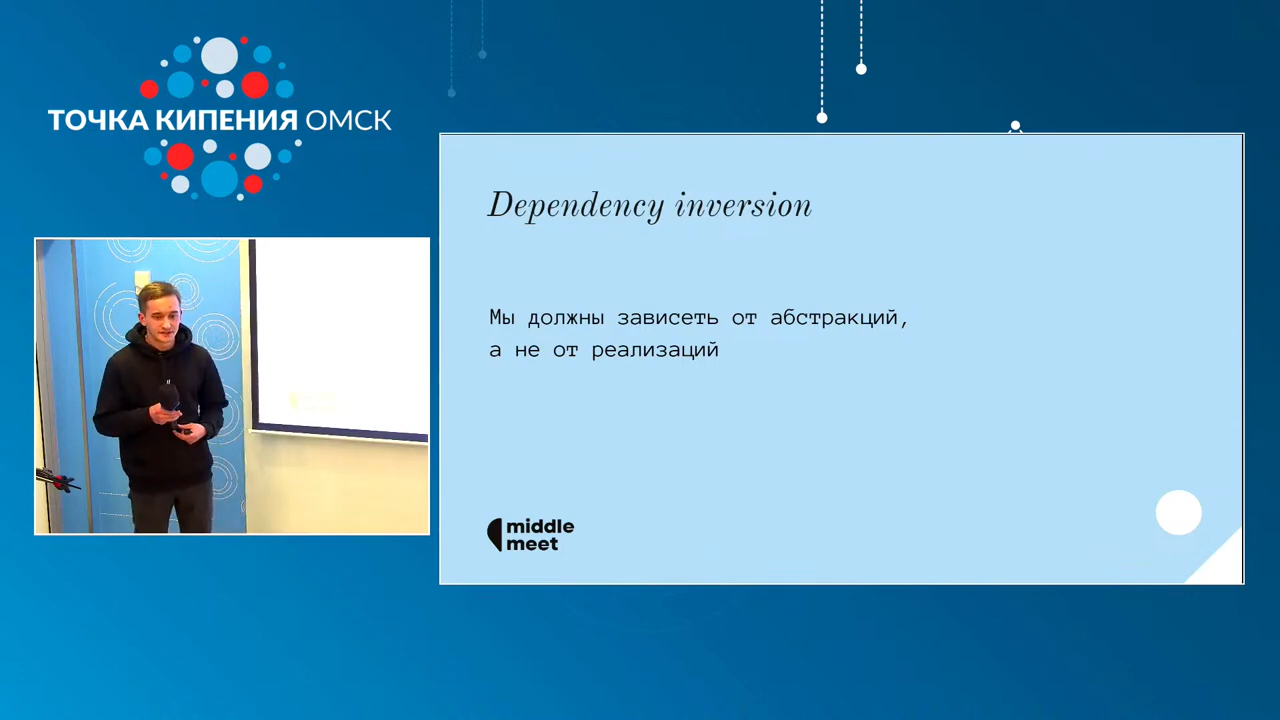 ТОЧКА КИПЕНИЯ ОМСК
Dependency inversion
Мы должны зависеть от абстракций,
а не от реализаций
middle
meet